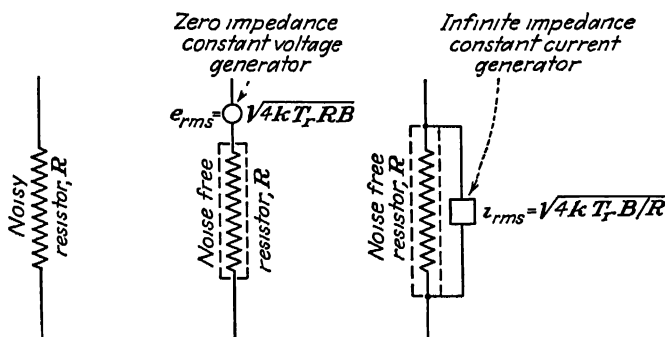 Zero impedance
constant voltage
generator
Infinite impedance
constant current
generator
e_rms=√4kT_rRB
Noisy
resistor, R
Noise free
resistor, R
Noise free
resistor, R
i_rms=√4kT_rB/R